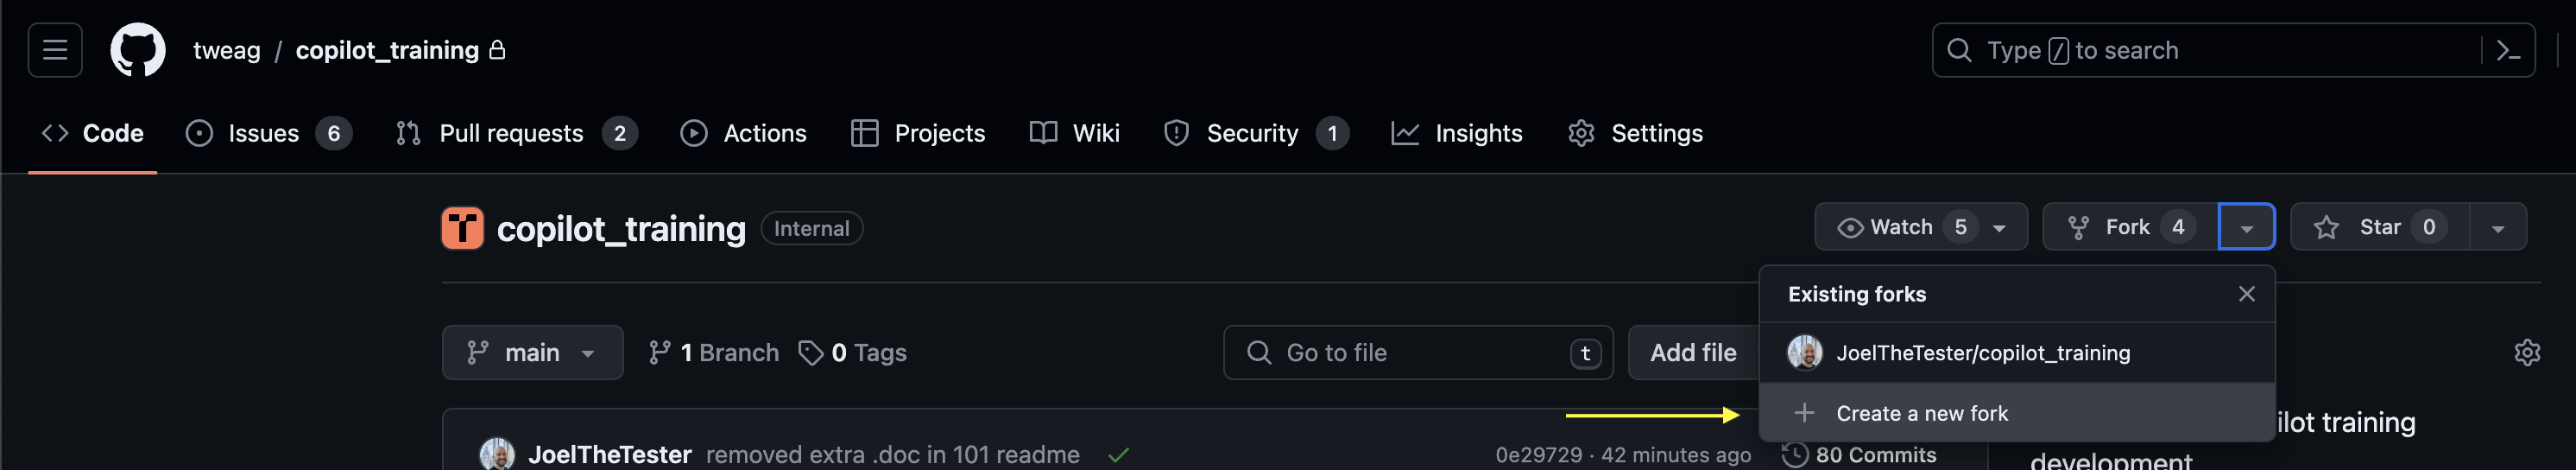 tweag / copilot_training
Type / to search
Code Issues 6 Pull requests 2 Actions Projects Wiki Security 1 Insights Settings
copilot_training Internal
Watch 5 Fork 4 Star 0
Existing forks
main 1 Branch 0 Tags Go to file t Add file
JoelTheTester/copilot_training
Create a new fork
ilot training
JoelTheTester removed extra .doc in 101 readme 0e29729 · 42 minutes ago 80 Commits
development